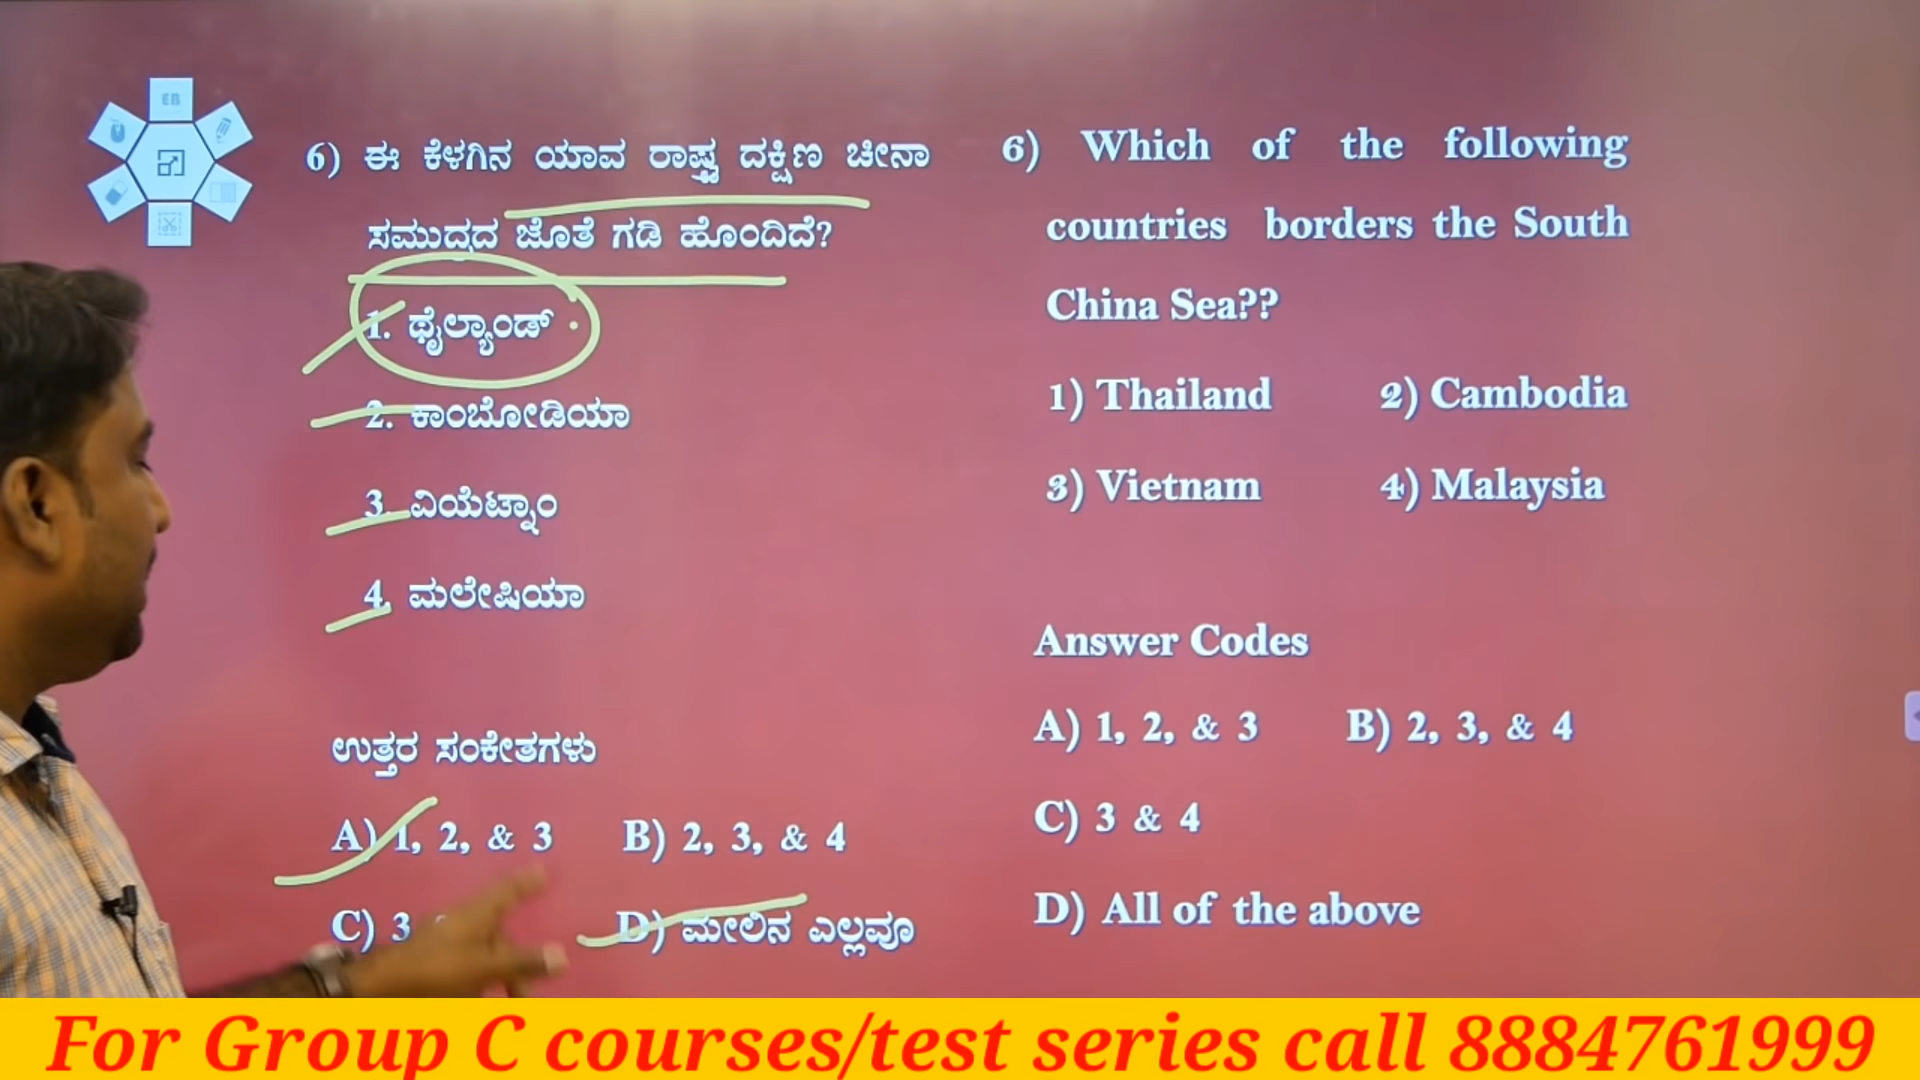 EB
6) ಈ ಕೆಳಗಿನ ಯಾವ ರಾಷ್ಟ್ರ ದಕ್ಷಿಣ ಚೀನಾ
ಸಮುದ್ರದ ಜೊತೆ ಗಡಿ ಹೊಂದಿದೆ?
1. ಥೈಲ್ಯಾಂಡ್
2. ಕಾಂಬೋಡಿಯಾ
3. ವಿಯೆಟ್ನಾಂ
4. ಮಲೇಷಿಯಾ
ಉತ್ತರ ಸಂಕೇತಗಳು
A) 1, 2, & 3 B) 2, 3, & 4
C) 3 D) ಮೇಲಿನ ಎಲ್ಲವೂ
6) Which of the following
countries borders the South
China Sea??
1) Thailand 2) Cambodia
3) Vietnam 4) Malaysia
Answer Codes
A) 1, 2, & 3 B) 2, 3, & 4
C) 3 & 4
D) All of the above
For Group C courses/test series call 8884761999